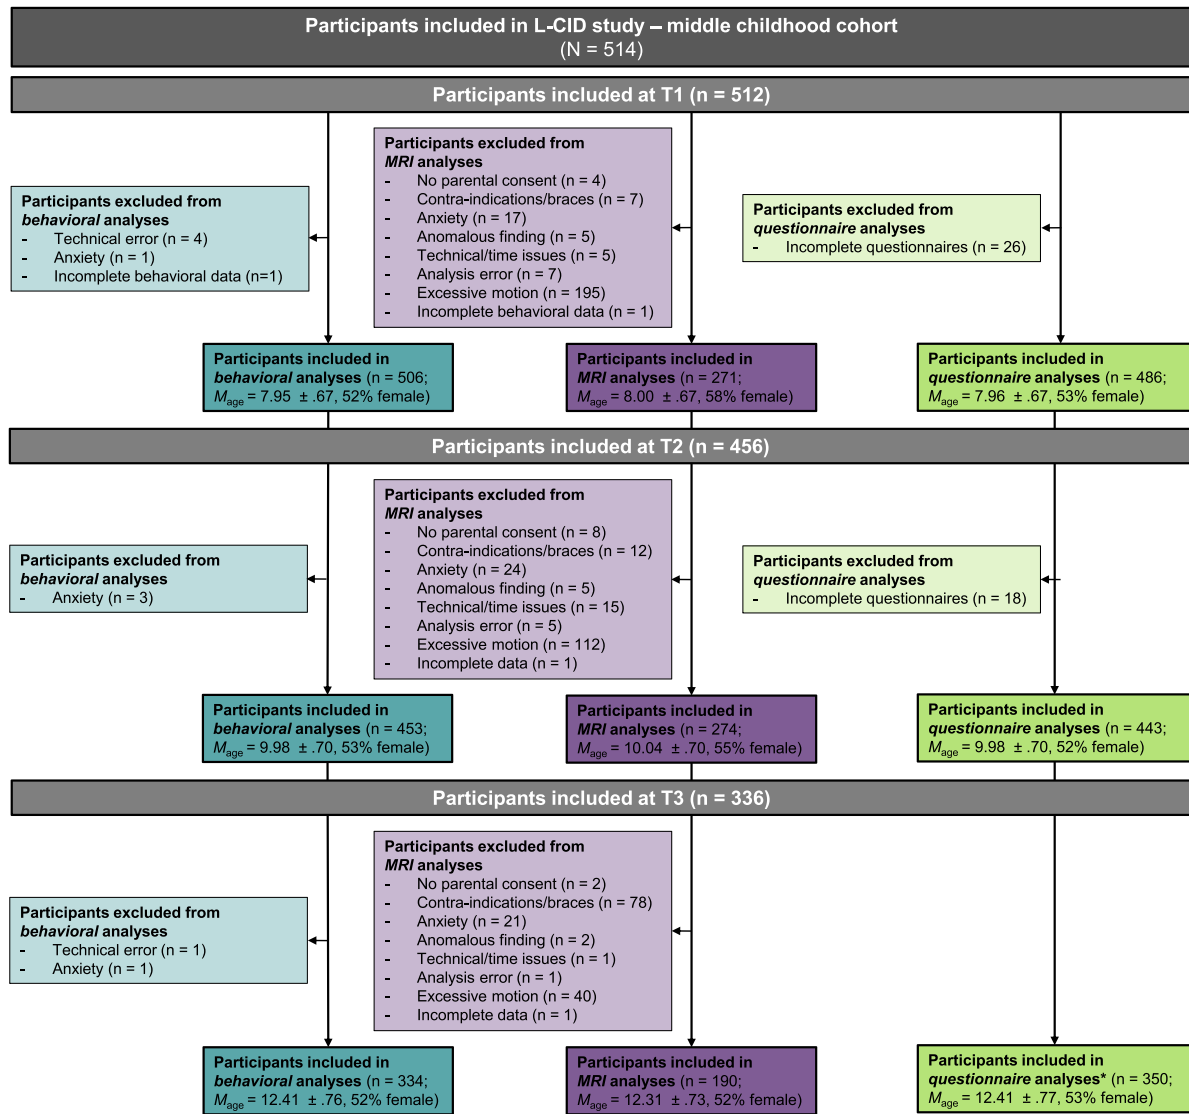 Participants included in L-CID study – middle childhood cohort
(N = 514)
Participants included at T1 (n = 512)
Participants excluded from
behavioral analyses
- Technical error (n = 4)
- Anxiety (n = 1)
- Incomplete behavioral data (n=1)
Participants excluded from
MRI analyses
- No parental consent (n = 4)
- Contra-indications/braces (n = 7)
- Anxiety (n = 17)
- Anomalous finding (n = 5)
- Technical/time issues (n = 5)
- Analysis error (n = 7)
- Excessive motion (n = 195)
- Incomplete behavioral data (n = 1)
Participants excluded from
questionnaire analyses
- Incomplete questionnaires (n = 26)
Participants included in
behavioral analyses (n = 506;
Mage = 7.95 ± .67, 52% female)
Participants included in
MRI analyses (n = 271;
Mage = 8.00 ± .67, 58% female)
Participants included in
questionnaire analyses (n = 486;
Mage = 7.96 ± .67, 53% female)
Participants included at T2 (n = 456)
Participants excluded from
behavioral analyses
- Anxiety (n = 3)
Participants excluded from
MRI analyses
- No parental consent (n = 8)
- Contra-indications/braces (n = 12)
- Anxiety (n = 24)
- Anomalous finding (n = 5)
- Technical/time issues (n = 15)
- Analysis error (n = 5)
- Excessive motion (n = 112)
- Incomplete data (n = 1)
Participants excluded from
questionnaire analyses
- Incomplete questionnaires (n = 18)
Participants included in
behavioral analyses (n = 453;
Mage = 9.98 ± .70, 53% female)
Participants included in
MRI analyses (n = 274;
Mage = 10.04 ± .70, 55% female)
Participants included in
questionnaire analyses (n = 443;
Mage = 9.98 ± .70, 52% female)
Participants included at T3 (n = 336)
Participants excluded from
behavioral analyses
- Technical error (n = 1)
- Anxiety (n = 1)
Participants excluded from
MRI analyses
- No parental consent (n = 2)
- Contra-indications/braces (n = 78)
- Anxiety (n = 21)
- Anomalous finding (n = 2)
- Technical/time issues (n = 1)
- Analysis error (n = 1)
- Excessive motion (n = 40)
- Incomplete data (n = 1)
Participants included in
behavioral analyses (n = 334;
Mage = 12.41 ± .76, 52% female)
Participants included in
MRI analyses (n = 190;
Mage = 12.31 ± .73, 52% female)
Participants included in
questionnaire analyses* (n = 350;
Mage = 12.41 ± .77, 53% female)